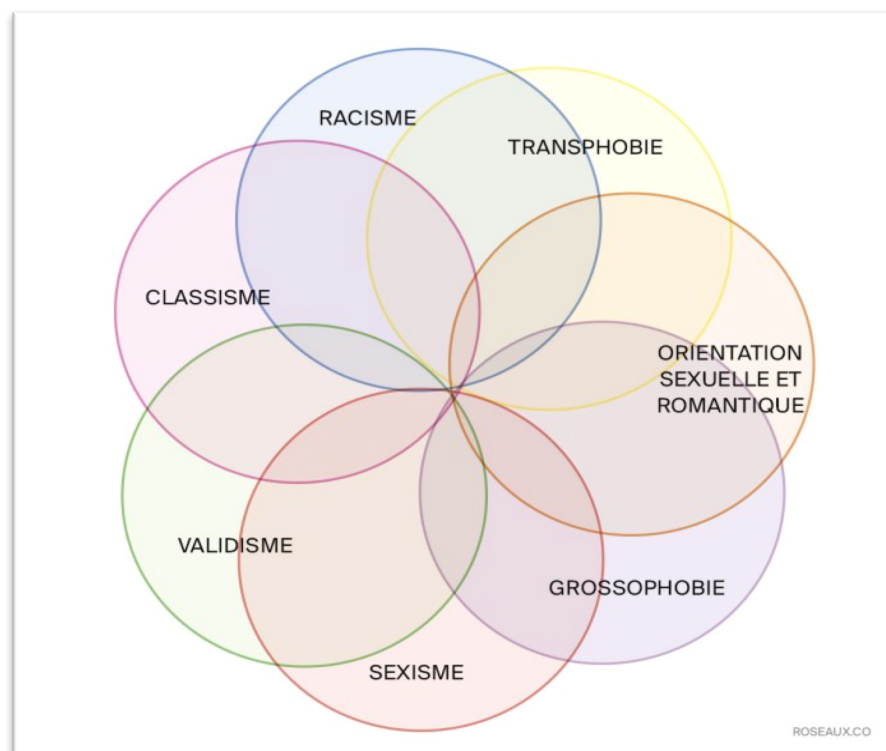 RACISME
TRANSPHOBIE
CLASSISME
ORIENTATION
SEXUELLE ET
ROMANTIQUE
VALIDISME
GROSSOPHOBIE
SEXISME
ROSEAUX.CO